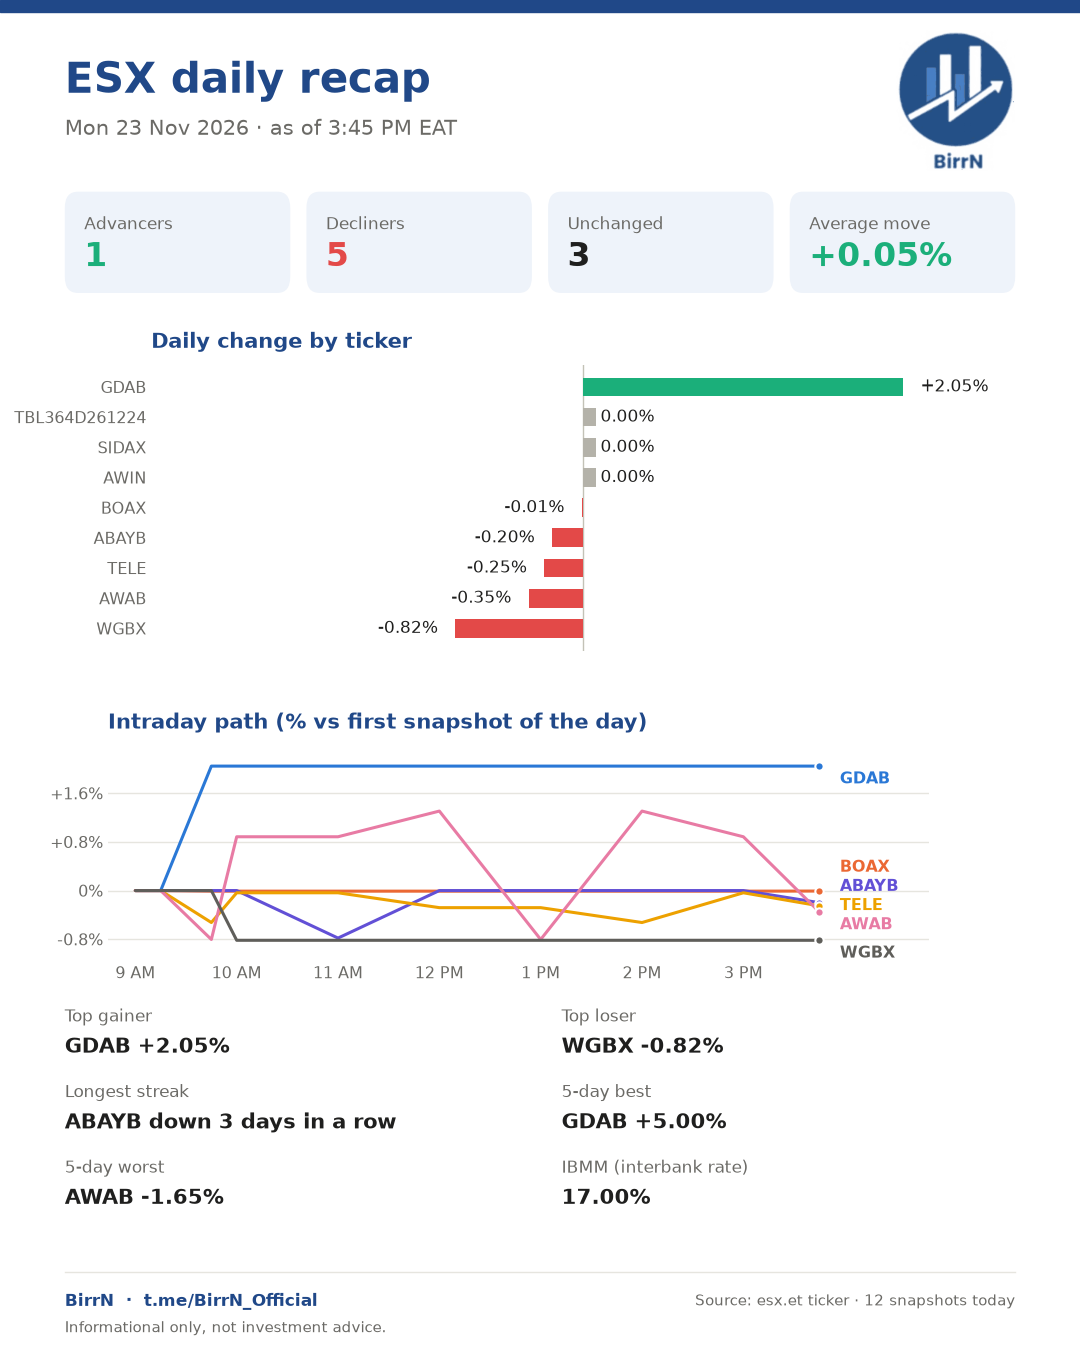 ESX daily recap
Mon 23 Nov 2026 · as of 3:45 PM EAT
BirrN
Advancers
1
Decliners
5
Unchanged
3
Average move
+0.05%
Daily change by ticker
GDAB +2.05%
TBL364D261224 0.00%
SIDAX 0.00%
AWIN 0.00%
BOAX -0.01%
ABAYB -0.20%
TELE -0.25%
AWAB -0.35%
WGBX -0.82%
Intraday path (% vs first snapshot of the day)
GDAB
+1.6%
+0.8%
BOAX
0%
ABAYB
TELE
AWAB
-0.8%
WGBX
9 AM 10 AM 11 AM 12 PM 1 PM 2 PM 3 PM
Top gainer
GDAB +2.05%
Top loser
WGBX -0.82%
Longest streak
ABAYB down 3 days in a row
5-day best
GDAB +5.00%
5-day worst
AWAB -1.65%
IBMM (interbank rate)
17.00%
BirrN · t.me/BirrN_Official
Informational only, not investment advice.
Source: esx.et ticker · 12 snapshots today